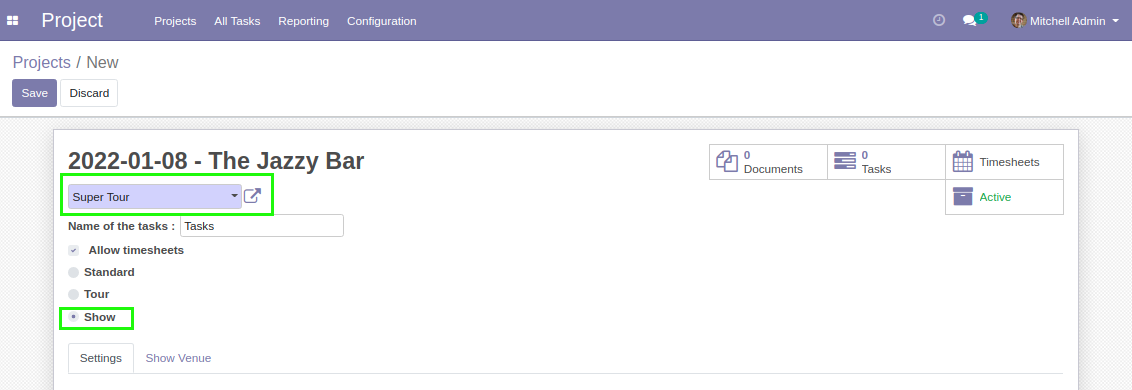 Project Projects All Tasks Reporting Configuration 1 Mitchell Admin
Projects / New
Save Discard
2022-01-08 - The Jazzy Bar
0 Documents
0 Tasks
Timesheets
Super Tour
Active
Name of the tasks : Tasks
Allow timesheets
Standard
Tour
Show
Settings Show Venue